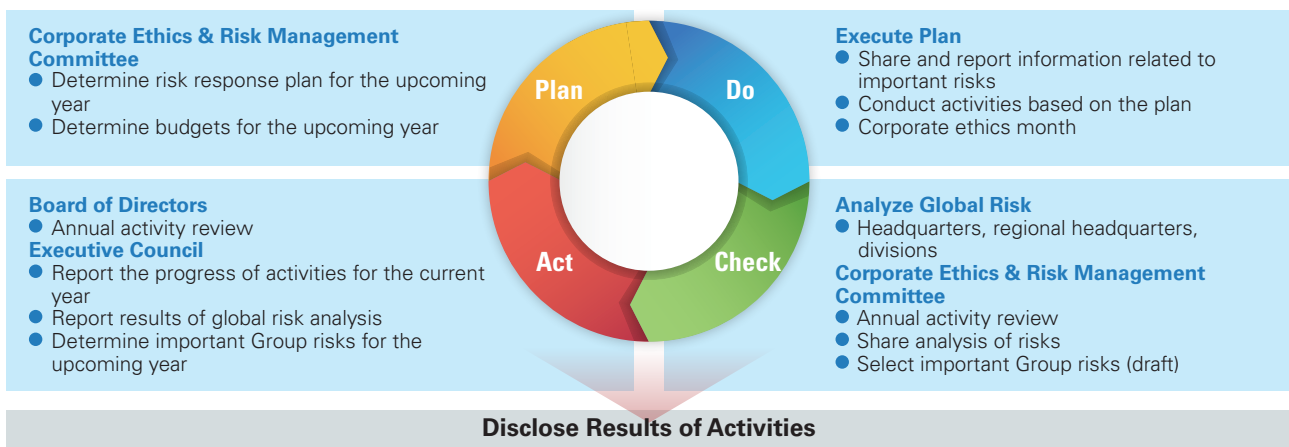 Corporate Ethics & Risk Management
Committee
● Determine risk response plan for the upcoming
year
● Determine budgets for the upcoming year
Plan
Do
Execute Plan
● Share and report information related to
important risks
● Conduct activities based on the plan
● Corporate ethics month
Board of Directors
● Annual activity review
Executive Council
● Report the progress of activities for the current
year
● Report results of global risk analysis
● Determine important Group risks for the
upcoming year
Act
Check
Analyze Global Risk
● Headquarters, regional headquarters,
divisions
Corporate Ethics & Risk Management
Committee
● Annual activity review
● Share analysis of risks
● Select important Group risks (draft)
Disclose Results of Activities